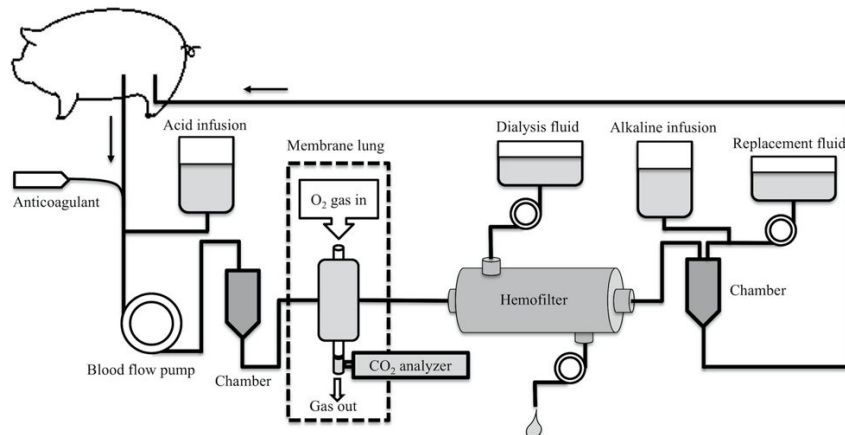 Acid infusion
Membrane lung
Dialysis fluid
Alkaline infusion
Replacement fluid
O₂ gas in
Anticoagulant
Hemofilter
Chamber
Blood flow pump
Chamber
CO₂ analyzer
Gas out